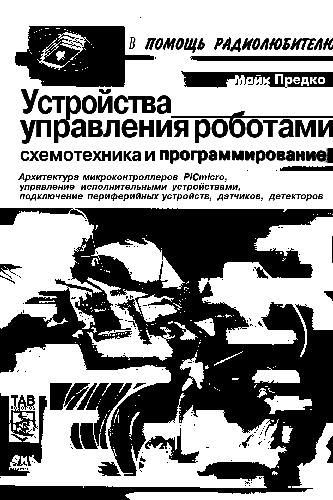 В ПОМОЩЬ РАДИОЛЮБИТЕЛЮ
Майк Предко
Устройства
управления роботами
схемотехника и программирование
Архитектура микроконтроллеров PICmicro,
управление исполнительными устройствами,
подключение периферийных устройств, датчиков, детекторов
TAB